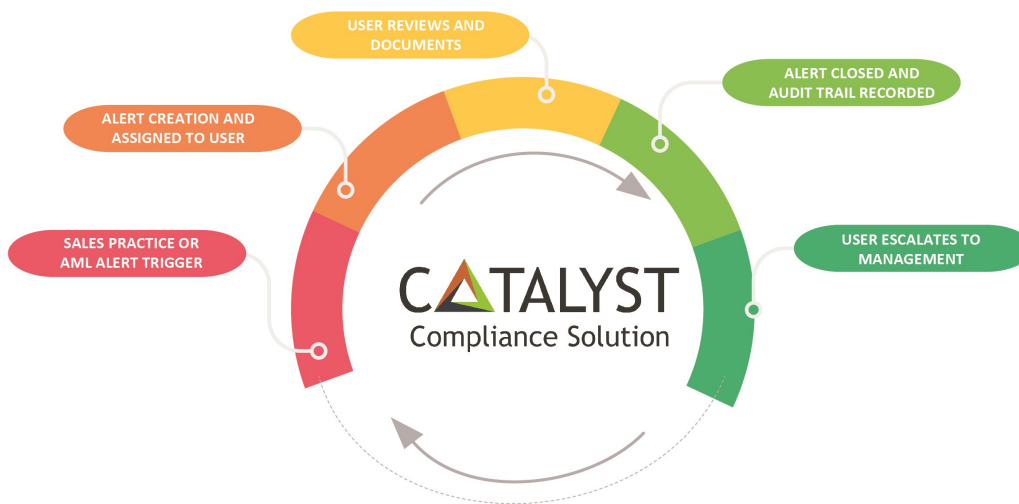 USER REVIEWS AND
DOCUMENTS
ALERT CLOSED AND
AUDIT TRAIL RECORDED
ALERT CREATION AND
ASSIGNED TO USER
SALES PRACTICE OR
AML ALERT TRIGGER
USER ESCALATES TO
MANAGEMENT
CATALYST
Compliance Solution